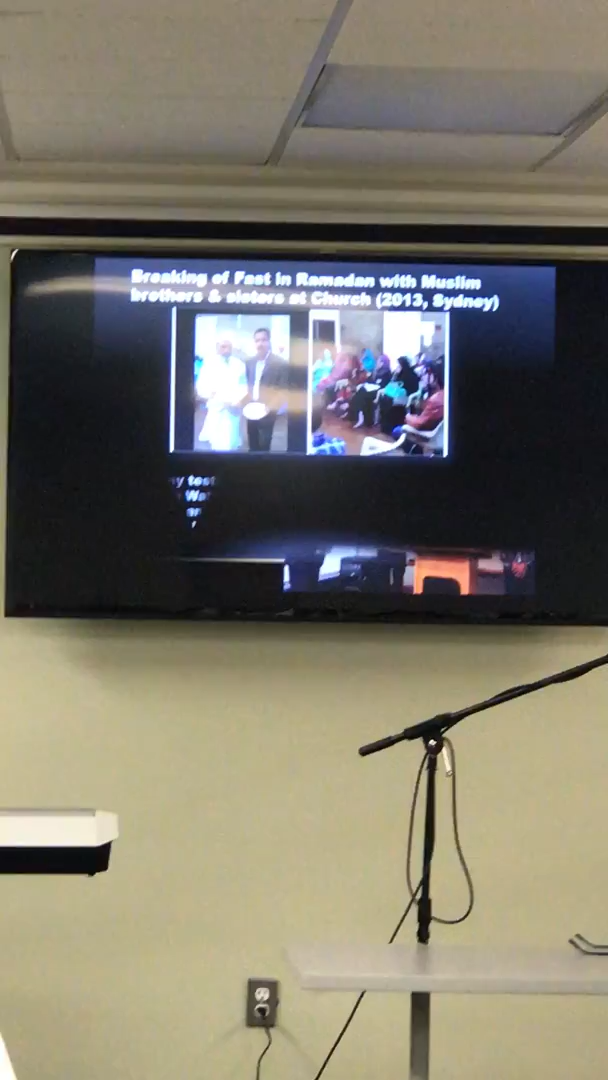 Breaking of Fast in Ramadan with Muslim
brothers & sisters at Church (2013, Sydney)